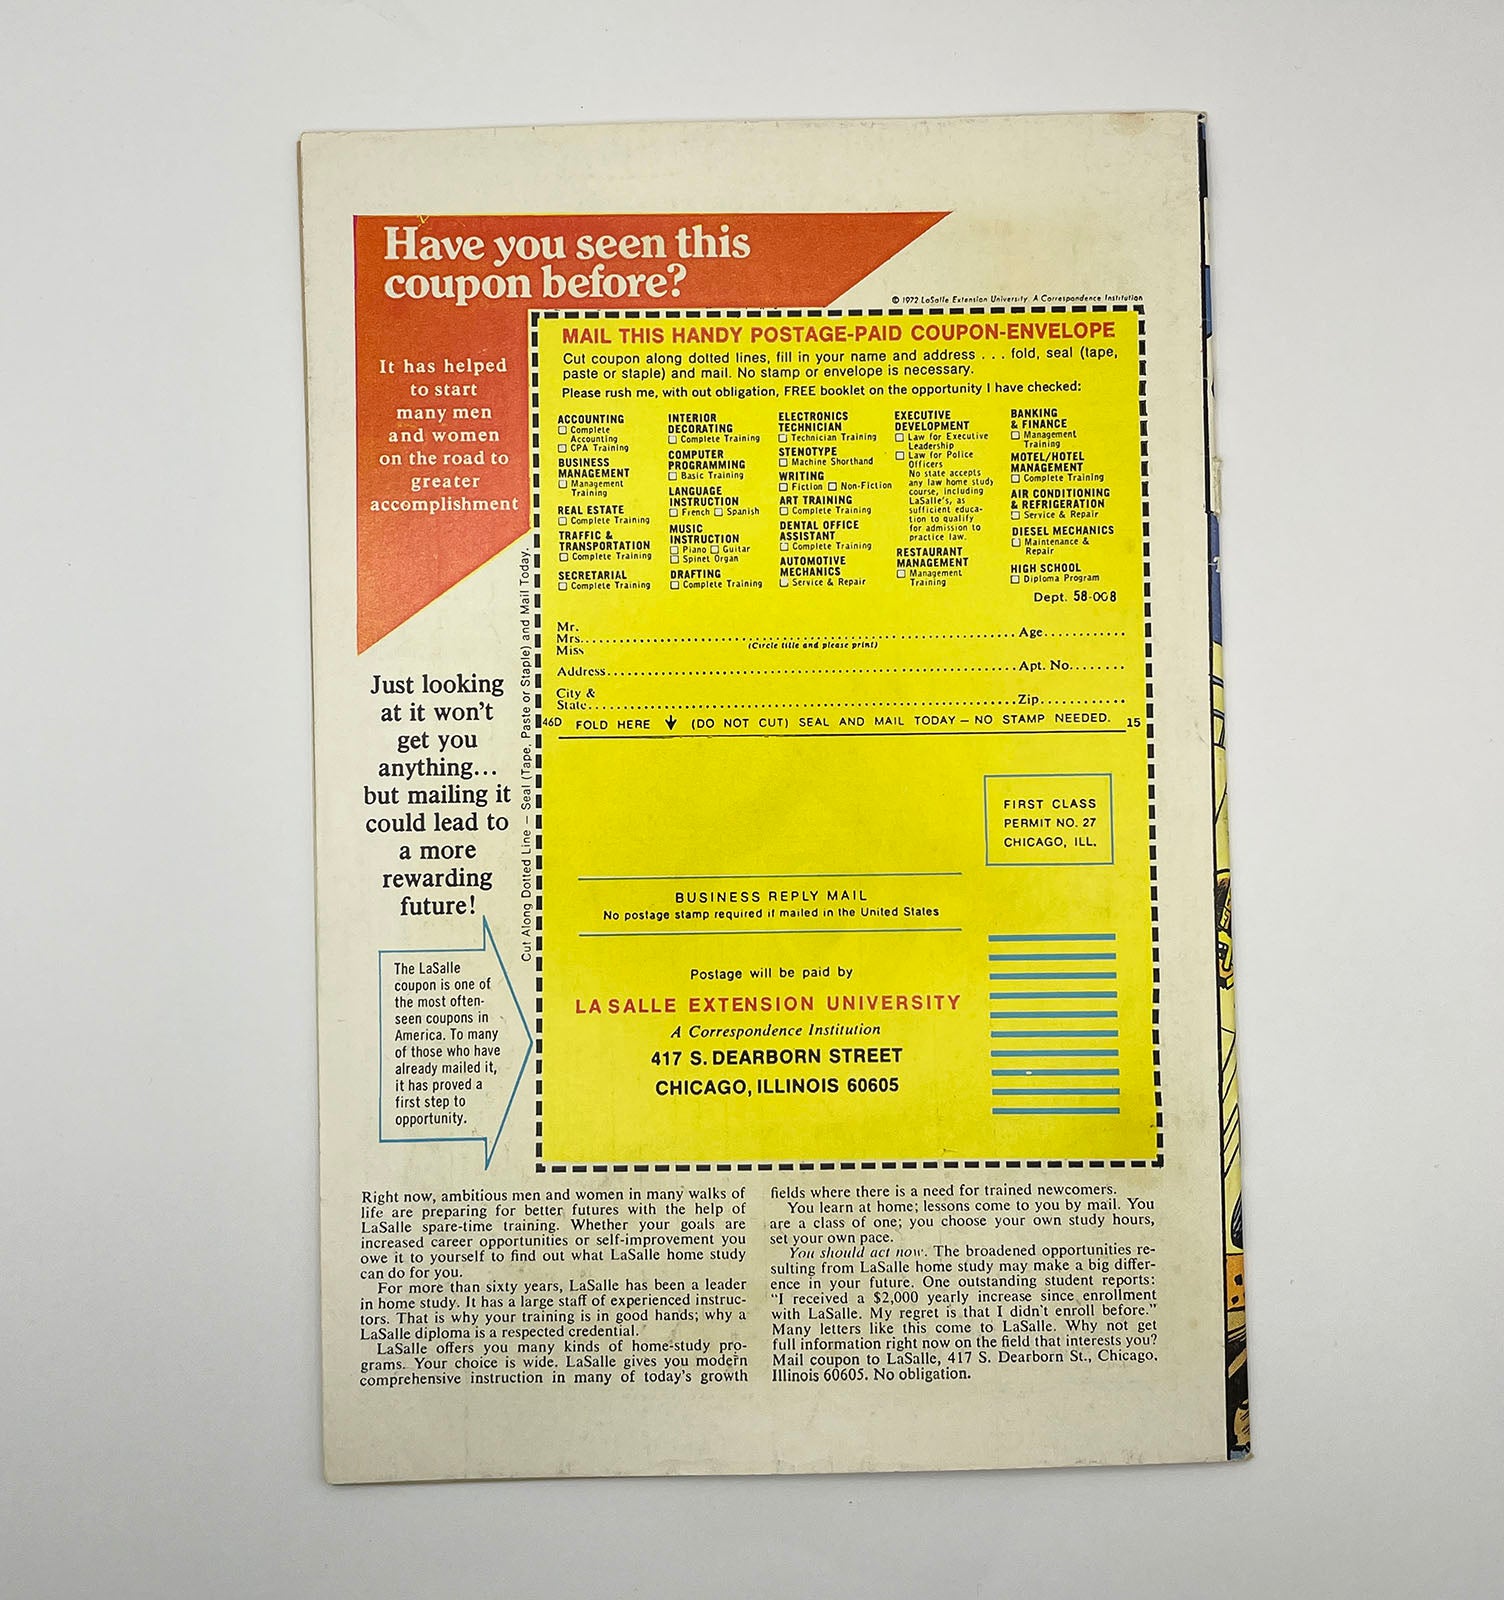 Have you seen this
coupon before?
© 1972 LaSalle Extension University. A Correspondence Institution
It has helped
to start
many men
and women
on the road to
greater
accomplishment
Just looking
at it won't
get you
anything...
but mailing it
could lead to
a more
rewarding
future!
The LaSalle
coupon is one of
the most often-
seen coupons in
America. To many
of those who have
already mailed it,
it has proved a
first step to
opportunity.
Cut Along Dotted Line – Seal (Tape, Paste or Staple) and Mail Today.
MAIL THIS HANDY POSTAGE-PAID COUPON-ENVELOPE
Cut coupon along dotted lines, fill in your name and address . . . fold, seal (tape,
paste or staple) and mail. No stamp or envelope is necessary.
Please rush me, with out obligation, FREE booklet on the opportunity I have checked:
ACCOUNTING
☐ Complete
Accounting
☐ CPA Training
BUSINESS
MANAGEMENT
☐ Management
Training
REAL ESTATE
☐ Complete Training
TRAFFIC &
TRANSPORTATION
☐ Complete Training
SECRETARIAL
☐ Complete Training
INTERIOR
DECORATING
☐ Complete Training
COMPUTER
PROGRAMMING
☐ Basic Training
LANGUAGE
INSTRUCTION
☐ French ☐ Spanish
MUSIC
INSTRUCTION
☐ Piano ☐ Guitar
☐ Spinet Organ
DRAFTING
☐ Complete Training
ELECTRONICS
TECHNICIAN
☐ Technician Training
STENOTYPE
☐ Machine Shorthand
WRITING
☐ Fiction ☐ Non-Fiction
ART TRAINING
☐ Complete Training
DENTAL OFFICE
ASSISTANT
☐ Complete Training
AUTOMOTIVE
MECHANICS
☐ Service & Repair
EXECUTIVE
DEVELOPMENT
☐ Law for Executive
Leadership
☐ Law for Police
Officers
No state accepts
any law home study
course, including
LaSalle's, as
sufficient educa-
tion to qualify
for admission to
practice law.
RESTAURANT
MANAGEMENT
☐ Management
Training
BANKING
& FINANCE
☐ Management
Training
MOTEL/HOTEL
MANAGEMENT
☐ Complete Training
AIR CONDITIONING
& REFRIGERATION
☐ Service & Repair
DIESEL MECHANICS
☐ Maintenance &
Repair
HIGH SCHOOL
☐ Diploma Program
Dept. 58-008
Mr.
Mrs. Age
Miss (Circle title and please print)
Address Apt. No.
City &
State Zip
46D FOLD HERE ↓ (DO NOT CUT) SEAL AND MAIL TODAY – NO STAMP NEEDED. 15
FIRST CLASS
PERMIT NO. 27
CHICAGO, ILL.
BUSINESS REPLY MAIL
No postage stamp required if mailed in the United States
Postage will be paid by
LA SALLE EXTENSION UNIVERSITY
A Correspondence Institution
417 S. DEARBORN STREET
CHICAGO, ILLINOIS 60605
Right now, ambitious men and women in many walks of
life are preparing for better futures with the help of
LaSalle spare-time training. Whether your goals are
increased career opportunities or self-improvement you
owe it to yourself to find out what LaSalle home study
can do for you.
For more than sixty years, LaSalle has been a leader
in home study. It has a large staff of experienced instruc-
tors. That is why your training is in good hands; why a
LaSalle diploma is a respected credential.
LaSalle offers you many kinds of home-study pro-
grams. Your choice is wide. LaSalle gives you modern
comprehensive instruction in many of today's growth
fields where there is a need for trained newcomers.
You learn at home; lessons come to you by mail. You
are a class of one; you choose your own study hours,
set your own pace.
You should act now. The broadened opportunities re-
sulting from LaSalle home study may make a big differ-
ence in your future. One outstanding student reports:
"I received a $2,000 yearly increase since enrollment
with LaSalle. My regret is that I didn't enroll before."
Many letters like this come to LaSalle. Why not get
full information right now on the field that interests you?
Mail coupon to LaSalle, 417 S. Dearborn St., Chicago,
Illinois 60605. No obligation.